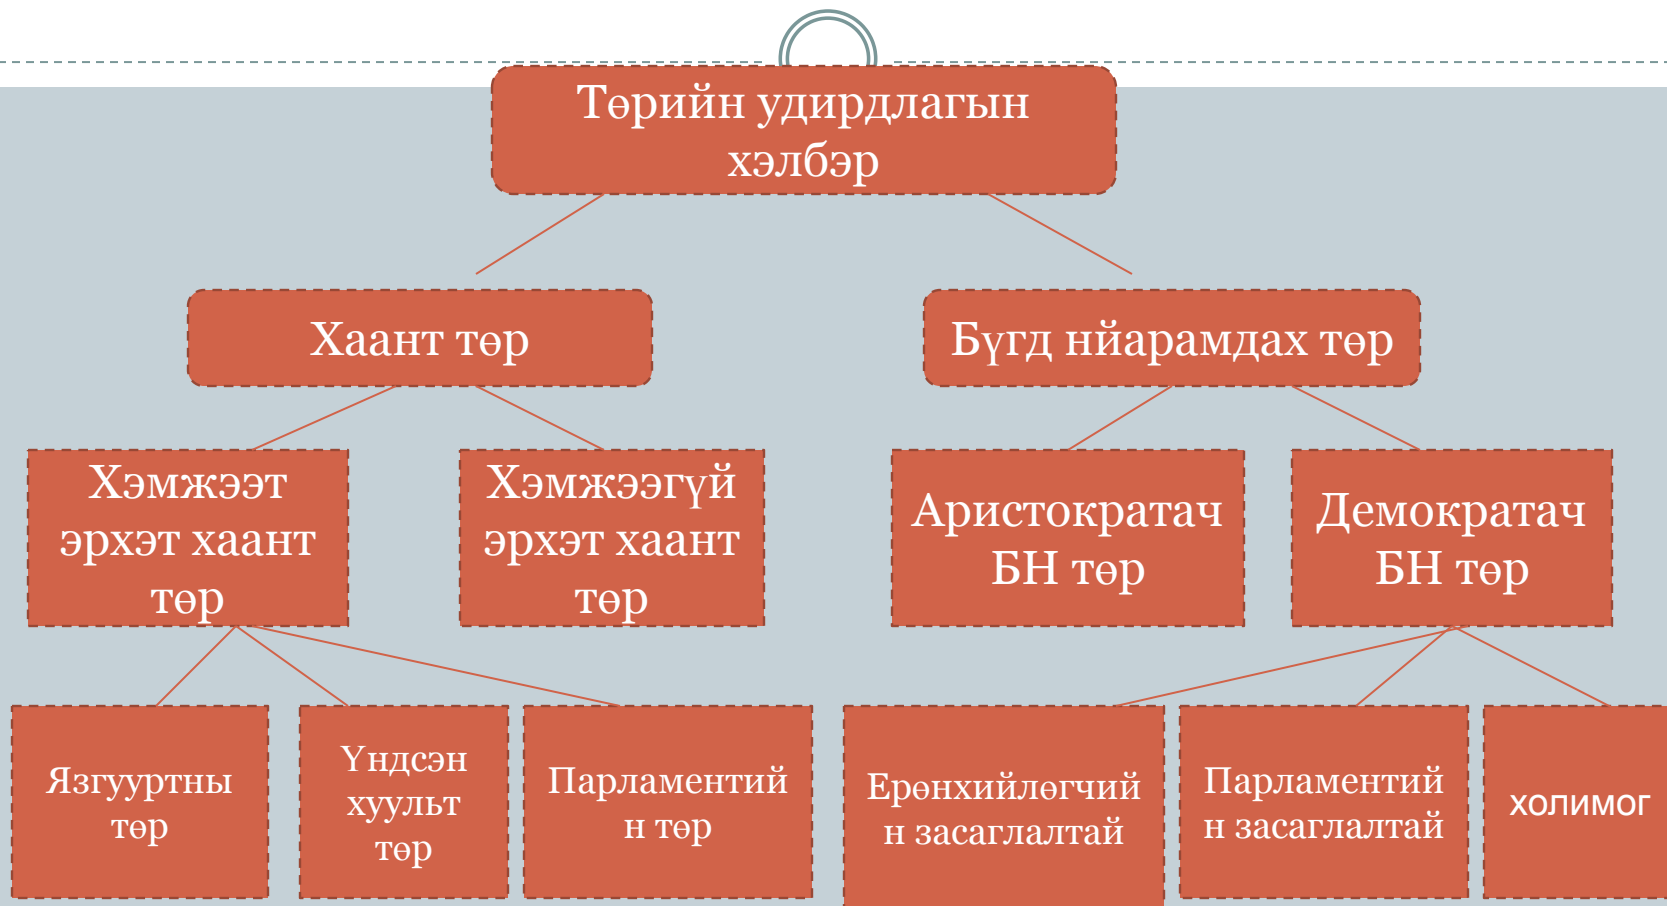 Төрийн удирдлагын
хэлбэр
Хаант төр
Бүгд нйарамдах төр
Хэмжээт
эрхэт хаант
төр
Хэмжээгүй
эрхэт хаант
төр
Аристократач
БН төр
Демократач
БН төр
Язгууртны
төр
Үндсэн
хуульт
төр
Парламентий
н төр
Ерөнхийлөгчий
н засаглалтай
Парламентий
н засаглалтай
холимог